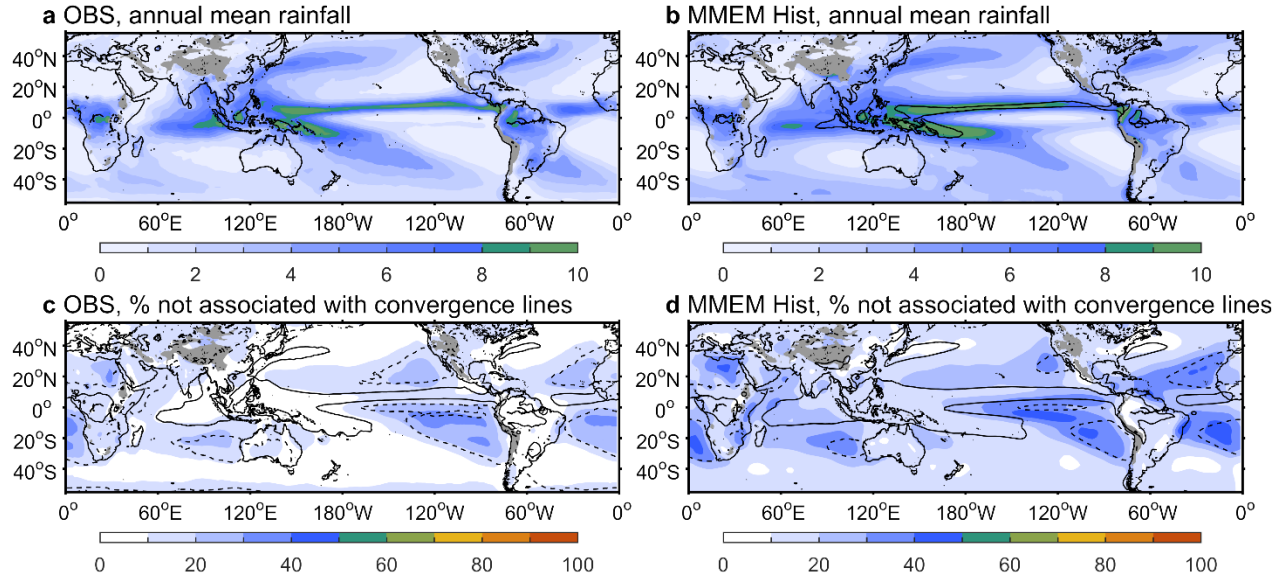 a OBS, annual mean rainfall
b MMEM Hist, annual mean rainfall
40°N
20°N
0°
20°S
40°S
0° 60°E 120°E 180°W 120°W 60°W 0°
0 2 4 6 8 10
40°N
20°N
0°
20°S
40°S
0° 60°E 120°E 180°W 120°W 60°W 0°
0 2 4 6 8 10
c OBS, % not associated with convergence lines
d MMEM Hist, % not associated with convergence lines
40°N
20°N
0°
20°S
40°S
0° 60°E 120°E 180°W 120°W 60°W 0°
0 20 40 60 80 100
40°N
20°N
0°
20°S
40°S
0° 60°E 120°E 180°W 120°W 60°W 0°
0 20 40 60 80 100